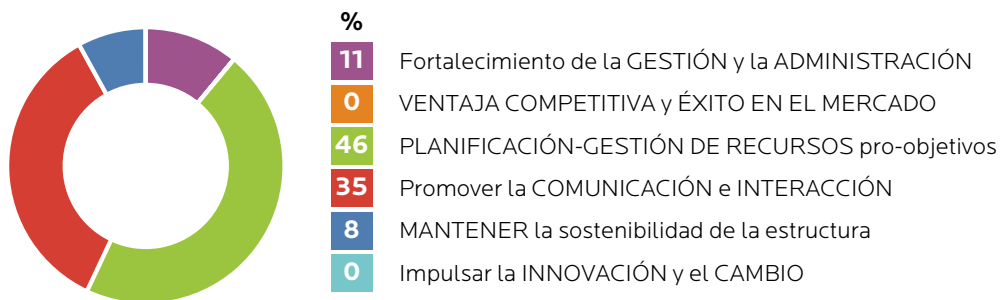 %
11 Fortalecimiento de la GESTIÓN y la ADMINISTRACIÓN
0 VENTAJA COMPETITIVA y ÉXITO EN EL MERCADO
46 PLANIFICACIÓN-GESTIÓN DE RECURSOS pro-objetivos
35 Promover la COMUNICACIÓN e INTERACCIÓN
8 MANTENER la sostenibilidad de la estructura
0 Impulsar la INNOVACIÓN y el CAMBIO